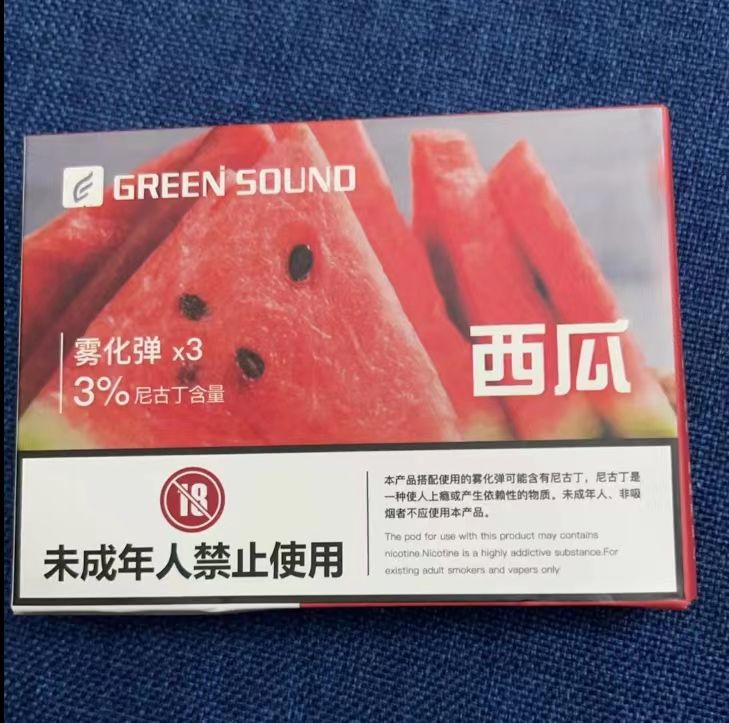 GREEN SOUND
雾化弹 x3
3%尼古丁含量
西瓜
18
未成年人禁止使用
本产品搭配使用的雾化弹可能含有尼古丁，尼古丁是
一种使人上瘾或产生依赖性的物质。未成年人、非吸
烟者不应使用本产品。
The pod for use with this product may contains
nicotine.Nicotine is a highly addictive substance.For
existing adult smokers and vapers only